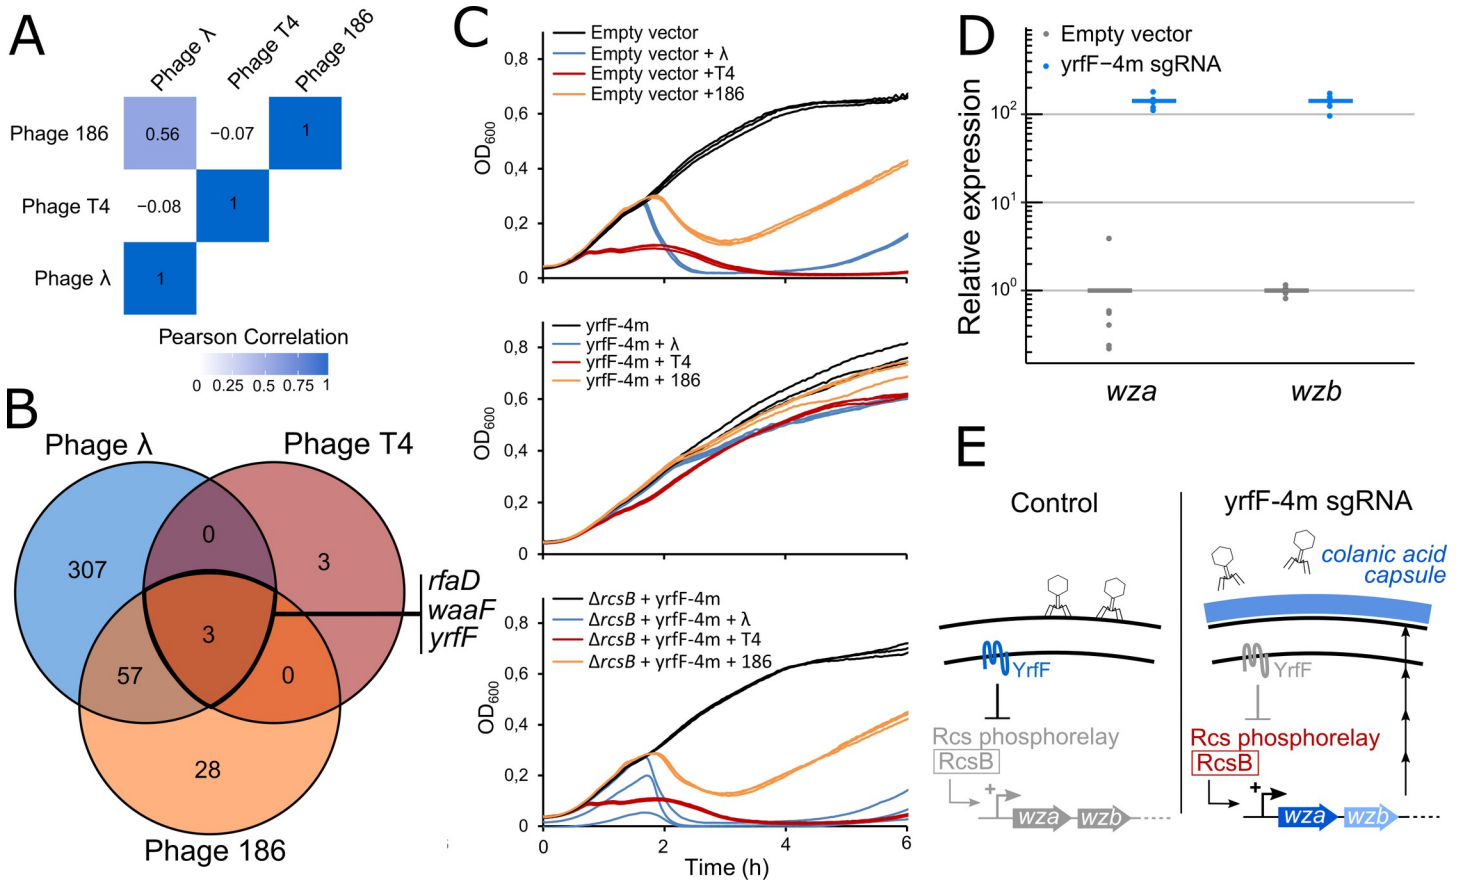 A
Phage λ
Phage T4
Phage 186
Phage 186
0.56
−0.07
1
Phage T4
−0.08
1
Phage λ
1
Pearson Correlation
0 0.25 0.5 0.75 1
B
Phage λ
Phage T4
307
0
3
3
57
0
28
Phage 186
rfaD
waaF
yrfF
C
Empty vector
Empty vector + λ
Empty vector +T4
Empty vector +186
OD600
0,8
0,6
0,4
0,2
0
yrfF-4m
yrfF-4m + λ
yrfF-4m + T4
yrfF-4m + 186
OD600
0,8
0,6
0,4
0,2
0
ΔrcsB + yrfF-4m
ΔrcsB + yrfF-4m + λ
ΔrcsB + yrfF-4m + T4
ΔrcsB + yrfF-4m + 186
OD600
0,8
0,6
0,4
0,2
0
0 2 4 6
Time (h)
D
Empty vector
yrfF−4m sgRNA
Relative expression
10²
10¹
10⁰
wza wzb
E
Control
YrfF
Rcs phosphorelay
RcsB
+
wza wzb
yrfF-4m sgRNA
colanic acid
capsule
YrfF
Rcs phosphorelay
RcsB
+
wza wzb